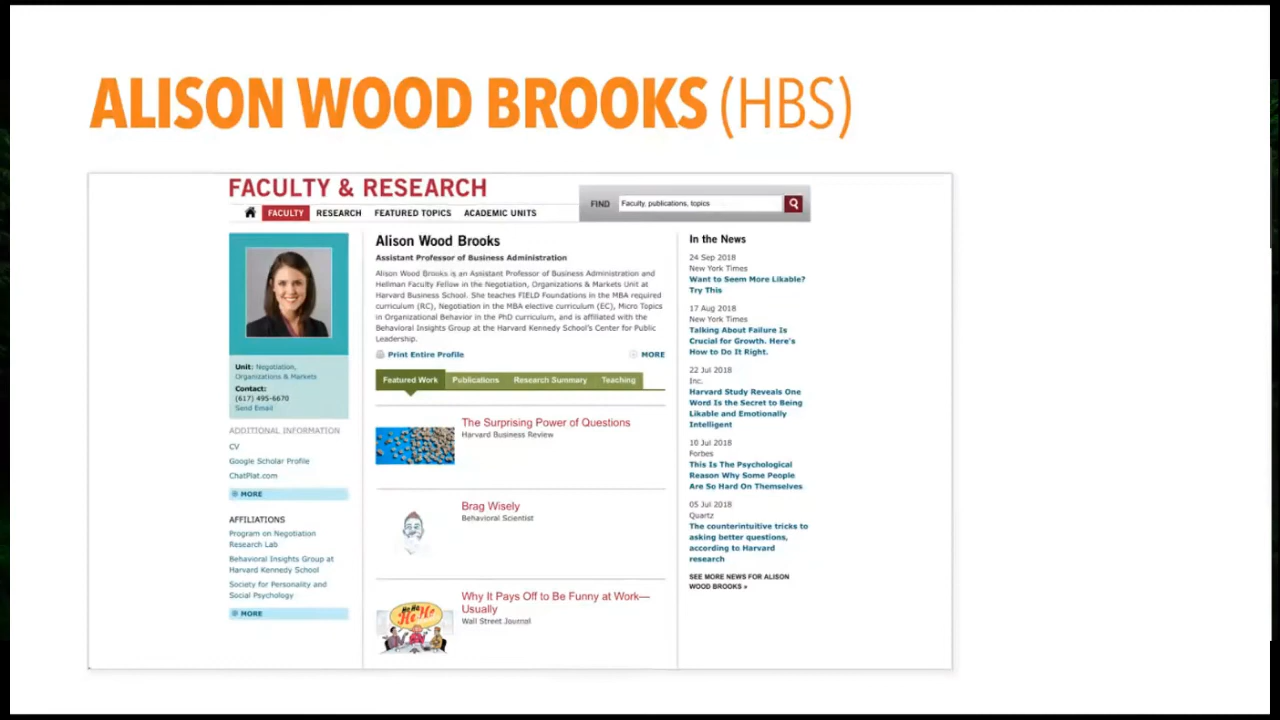 ALISON WOOD BROOKS (HBS)
FACULTY & RESEARCH
FIND
Faculty, publications, topics
FACULTY
RESEARCH
FEATURED TOPICS
ACADEMIC UNITS
Unit: Negotiation,
Organizations & Markets
Contact:
(617) 495-6670
Send Email
ADDITIONAL INFORMATION
CV
Google Scholar Profile
ChatPlat.com
MORE
AFFILIATIONS
Program on Negotiation
Research Lab
Behavioral Insights Group at
Harvard Kennedy School
Society for Personality and
Social Psychology
MORE
Alison Wood Brooks
Assistant Professor of Business Administration
Alison Wood Brooks is an Assistant Professor of Business Administration and
Hellman Faculty Fellow in the Negotiation, Organizations & Markets Unit at
Harvard Business School. She teaches FIELD Foundations in the MBA required
curriculum (RC), Negotiation in the MBA elective curriculum (EC), Micro Topics
in Organizational Behavior in the PhD curriculum, and is affiliated with the
Behavioral Insights Group at the Harvard Kennedy School's Center for Public
Leadership.
Print Entire Profile
MORE
Featured Work
Publications
Research Summary
Teaching
The Surprising Power of Questions
Harvard Business Review
Brag Wisely
Behavioral Scientist
He He
He He
Why It Pays Off to Be Funny at Work—
Usually
Wall Street Journal
In the News
24 Sep 2018
New York Times
Want to Seem More Likable?
Try This
17 Aug 2018
New York Times
Talking About Failure Is
Crucial for Growth. Here's
How to Do It Right.
22 Jul 2018
Inc.
Harvard Study Reveals One
Word Is the Secret to Being
Likable and Emotionally
Intelligent
10 Jul 2018
Forbes
This Is The Psychological
Reason Why Some People
Are So Hard On Themselves
05 Jul 2018
Quartz
The counterintuitive tricks to
asking better questions,
according to Harvard
research
SEE MORE NEWS FOR ALISON
WOOD BROOKS »